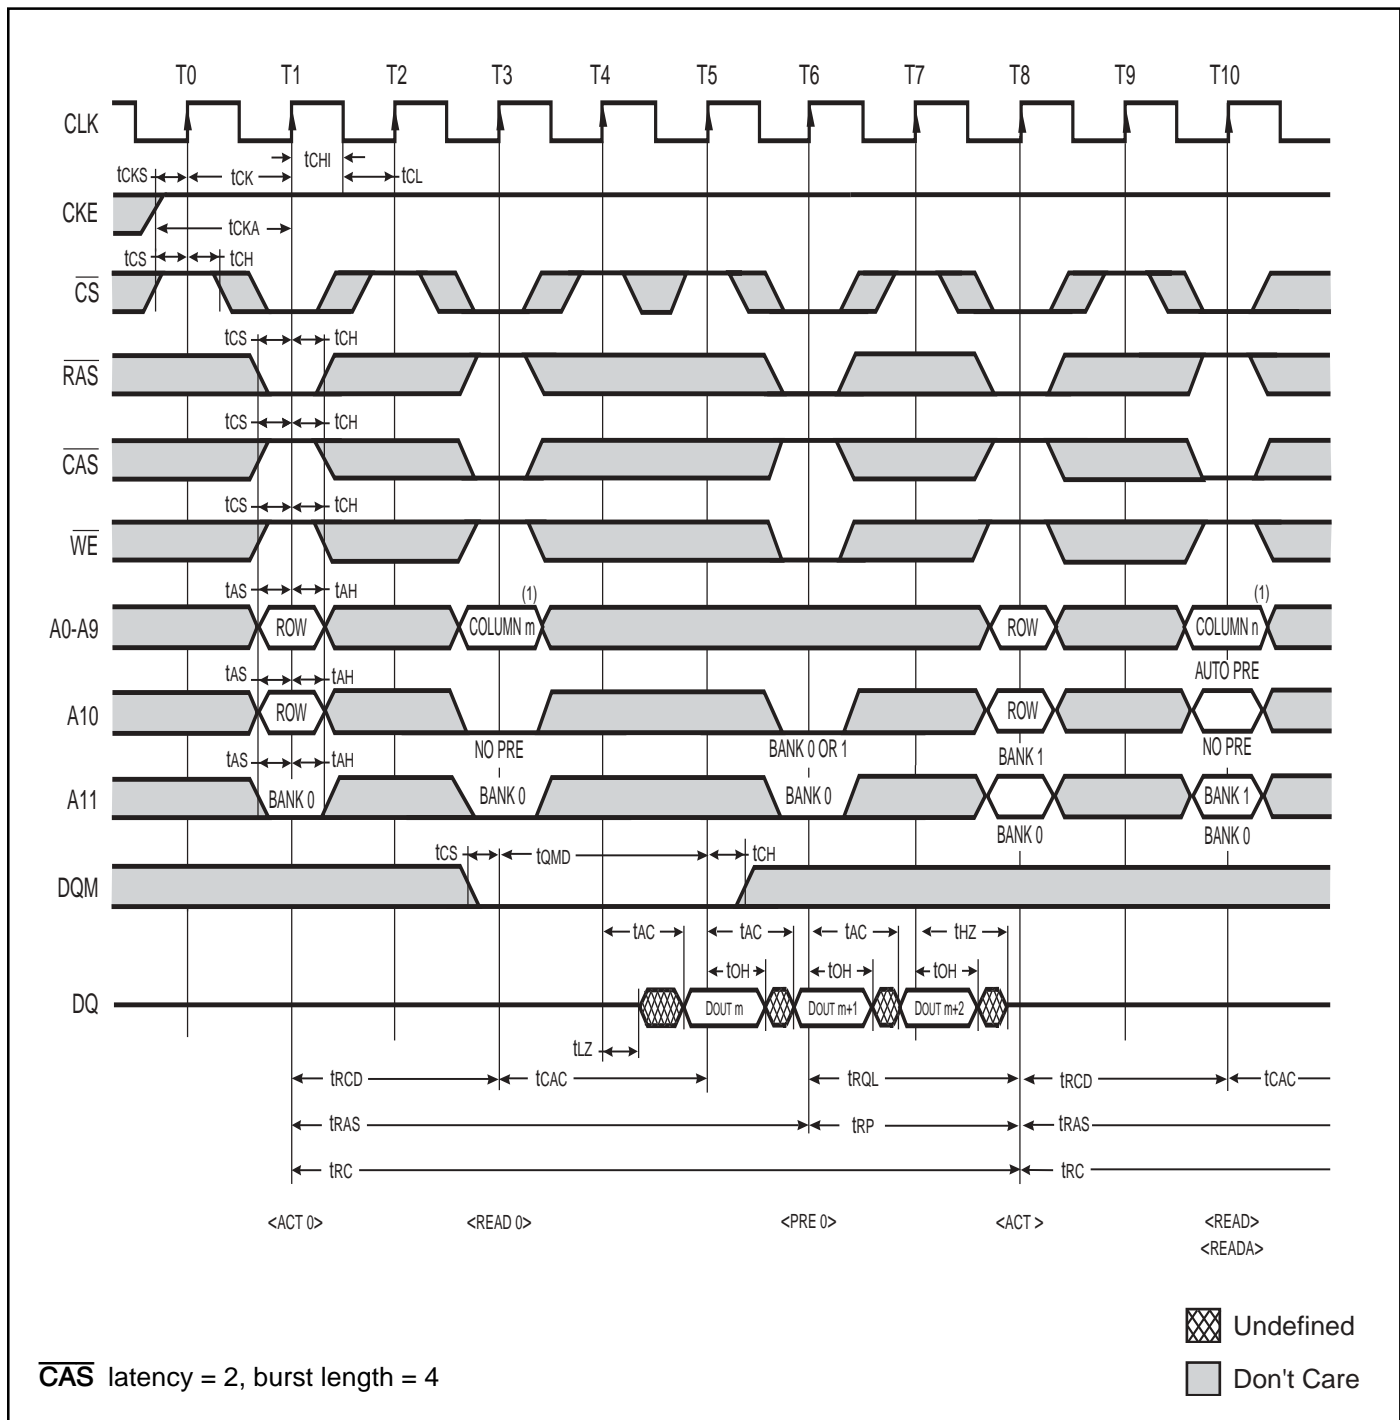 T0 T1 T2 T3 T4 T5 T6 T7 T8 T9 T10
CLK
tCHI
tCKS tCK tCL
CKE
tCKA
tCS tCH
CS
tCS tCH
RAS
tCS tCH
CAS
tCS tCH
WE
tAS tAH (1) (1)
A0-A9 ROW COLUMN m ROW COLUMN n
AUTO PRE
tAS tAH
A10 ROW ROW
NO PRE BANK 0 OR 1 BANK 1 NO PRE
tAS tAH
A11 BANK 0 BANK 0 BANK 0 BANK 1
BANK 0 BANK 0
tCS tQMD tCH
DQM
tAC tAC tAC tHZ
tOH tOH tOH
DQ DOUT m DOUT m+1 DOUT m+2
tLZ
tRCD tCAC tRQL tRCD tCAC
tRAS tRP tRAS
tRC tRC
<ACT 0> <READ 0> <PRE 0> <ACT > <READ>
<READA>
Undefined
CAS latency = 2, burst length = 4 Don't Care